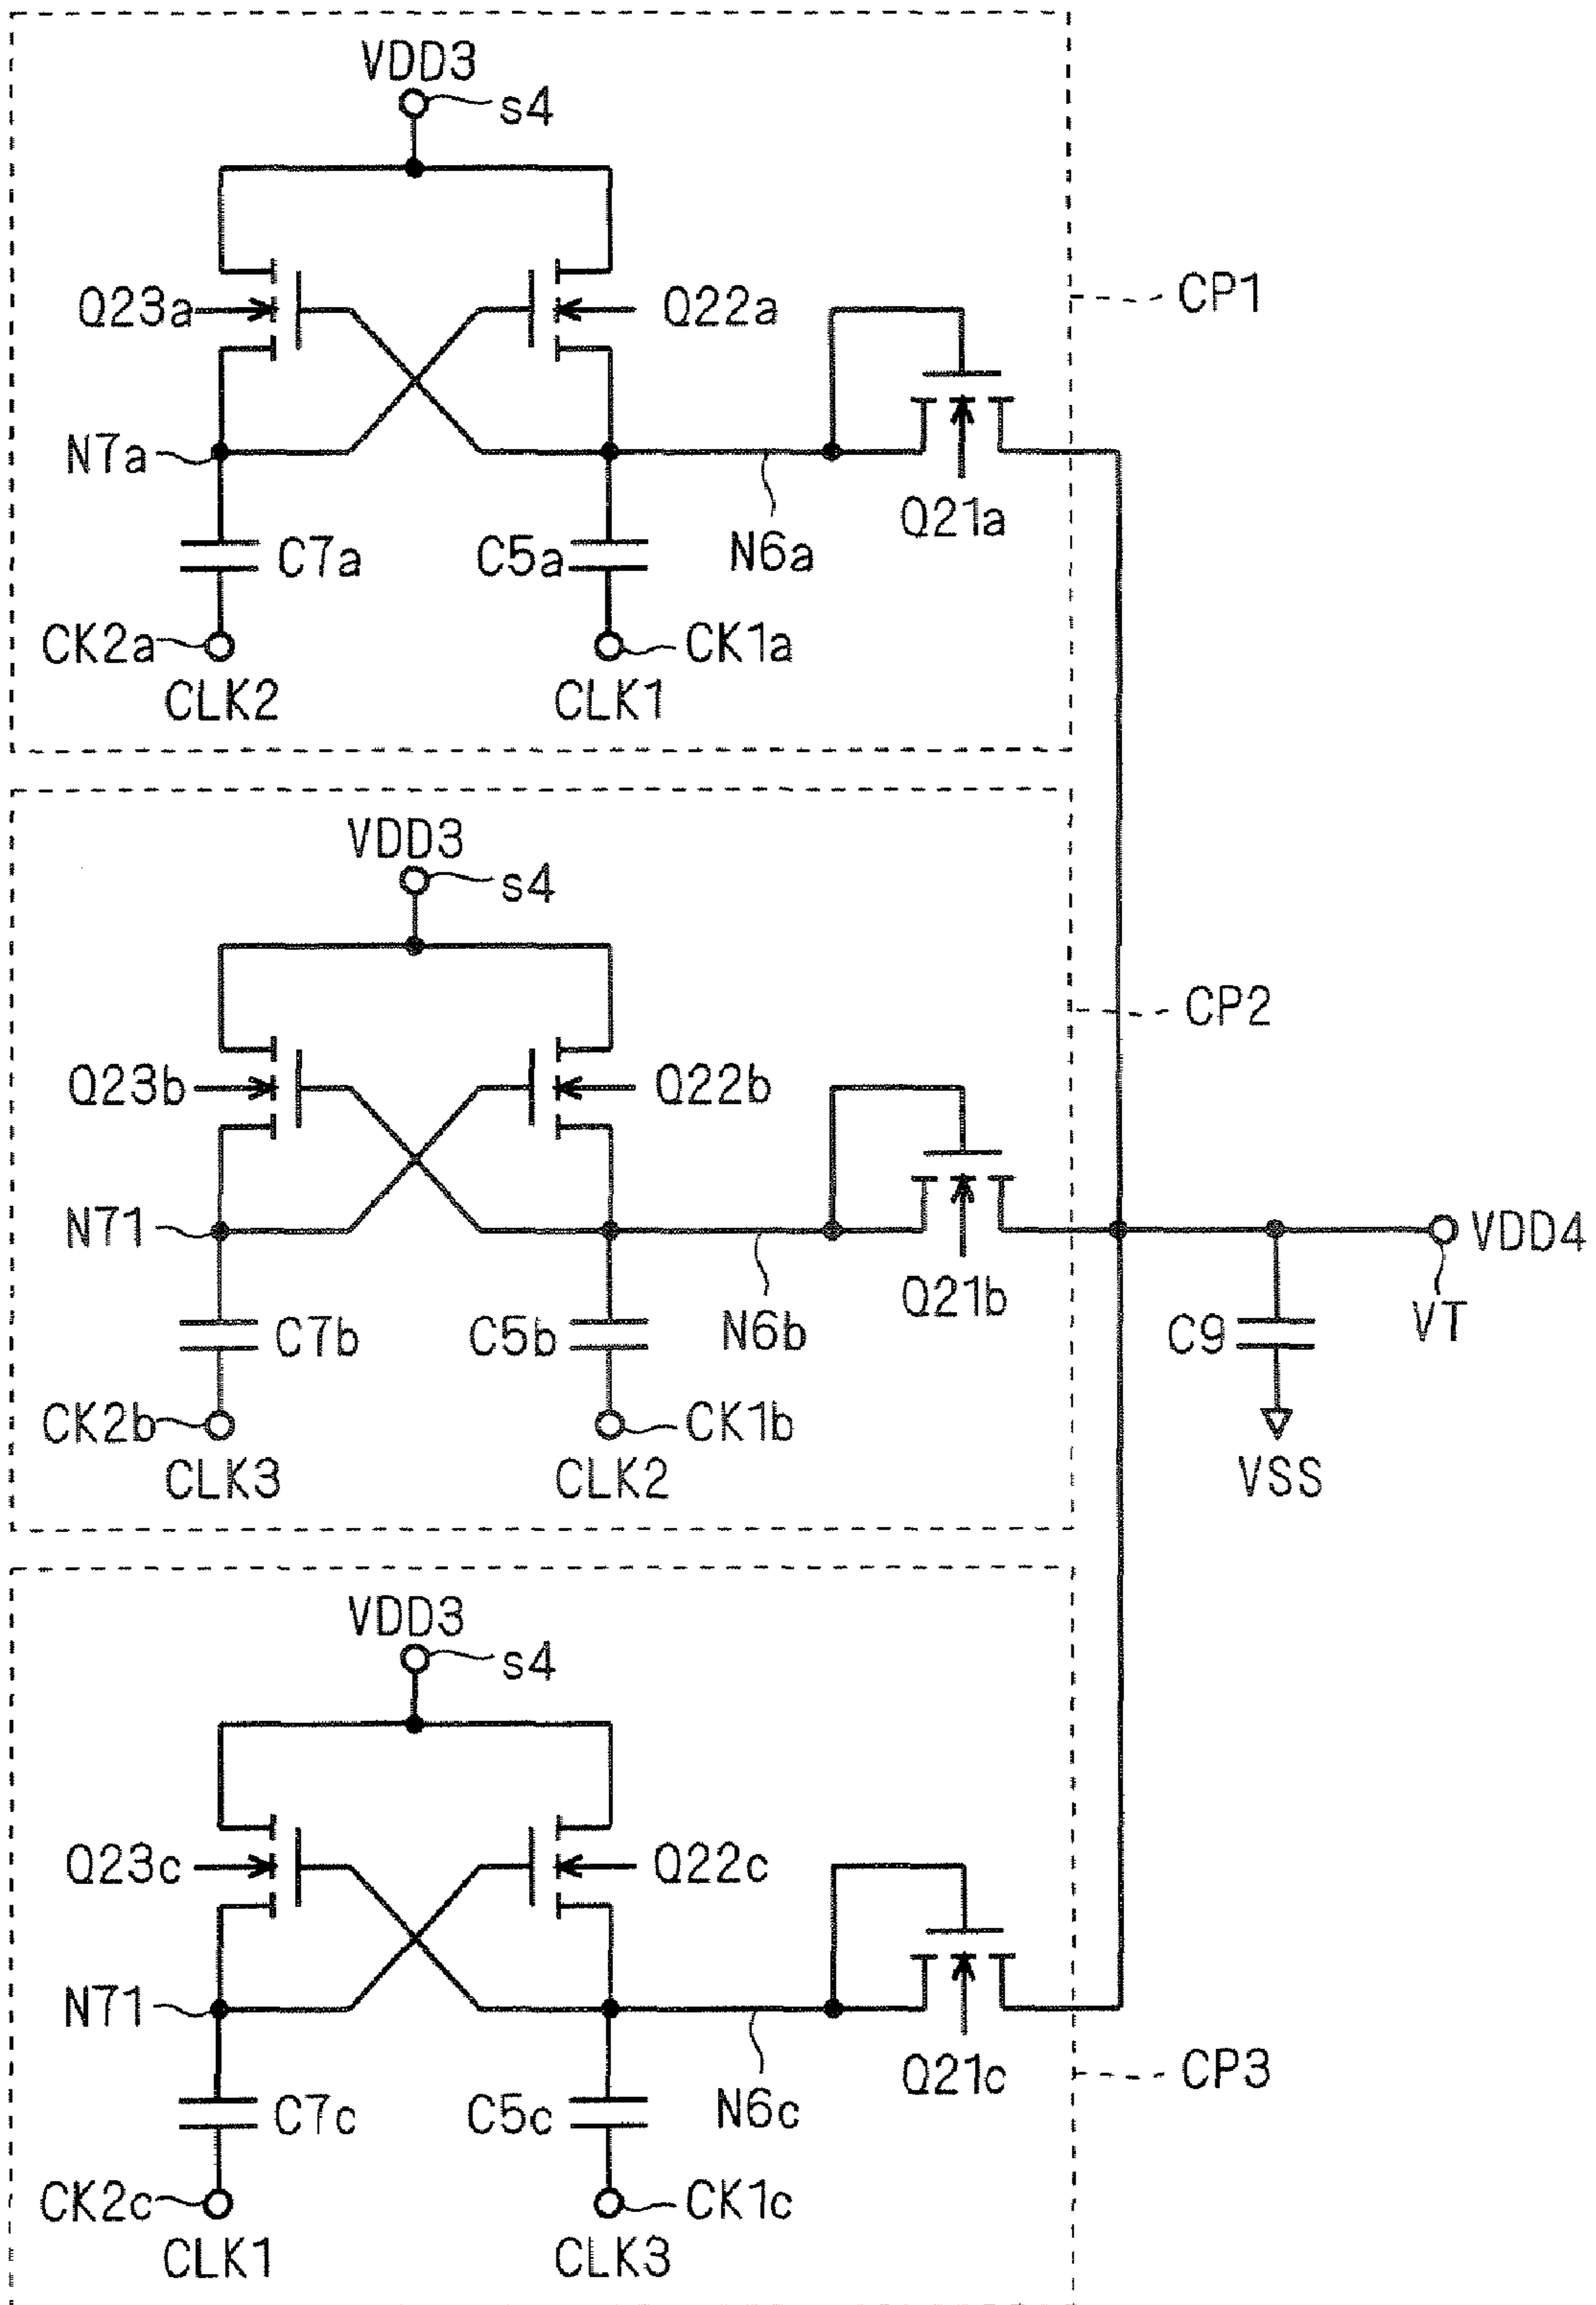 VDD3
s4
Q23a
Q22a
CP1
N7a
Q21a
C7a
C5a
N6a
CK2a
CK1a
CLK2
CLK1
VDD3
s4
CP2
Q23b
Q22b
N71
Q21b
VDD4
C7b
C5b
N6b
C9
VT
CK2b
CK1b
CLK3
CLK2
VSS
VDD3
s4
Q23c
Q22c
N71
Q21c
CP3
C7c
C5c
N6c
CK2c
CK1c
CLK1
CLK3